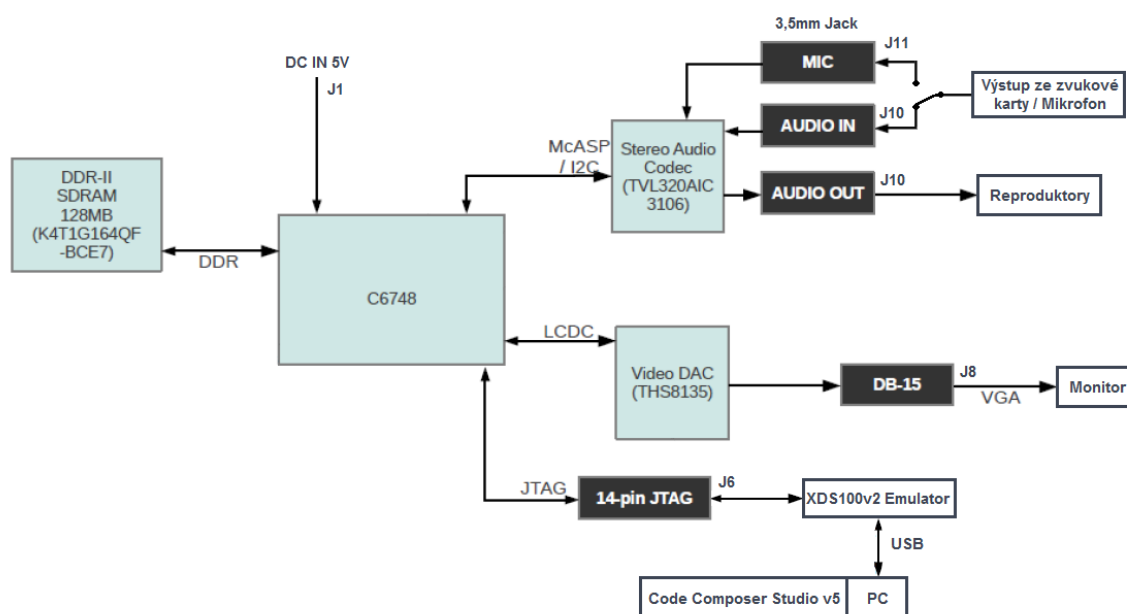 3,5mm Jack
MIC
J11
DC IN 5V
J1
Výstup ze zvukové
karty / Mikrofon
AUDIO IN
J10
McASP
/ I2C
Stereo Audio
Codec
(TVL320AIC
3106)
AUDIO OUT
J10
Reproduktory
DDR-II
SDRAM
128MB
(K4T1G164QF
-BCE7)
DDR
C6748
LCDC
Video DAC
(THS8135)
DB-15
J8
VGA
Monitor
JTAG
14-pin JTAG
J6
XDS100v2 Emulator
USB
Code Composer Studio v5
PC